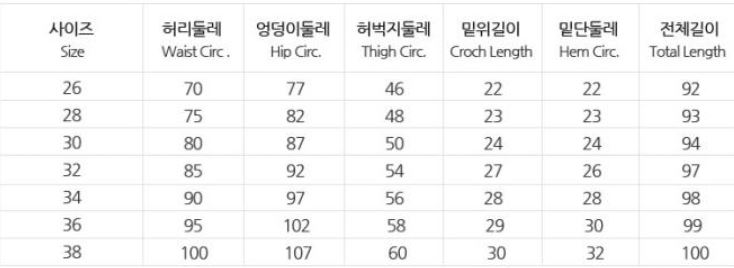 사이즈 허리둘레 엉덩이둘레 허벅지둘레 밑위길이 밑단둘레 전체길이
Size Waist Circ . Hip Circ. Thigh Circ. Croch Length Hem Circ. Total Length
26 70 77 46 22 22 92
28 75 82 48 23 23 93
30 80 87 50 24 24 94
32 85 92 54 27 26 97
34 90 97 56 28 28 98
36 95 102 58 29 30 99
38 100 107 60 30 32 100